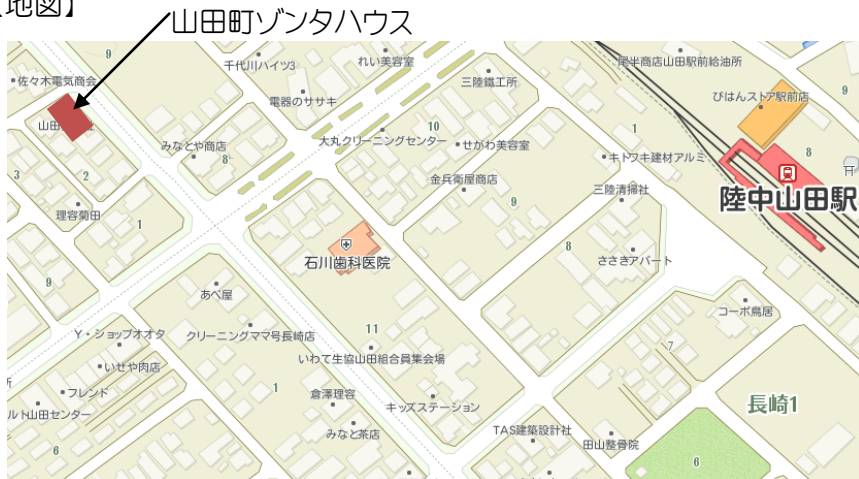 地図】
山田町ゾンタハウス
9
千代川ハイツ3
れい美容室
尾半商店山田駅前給油所
佐々木電気商会
三陸鐵工所
びはんストア駅前店
9
電器のササキ
山田
みなとや商店
8
大丸クリーニングセンター
10
せがわ美容室
1
キトワキ建材アルミ
8
3
2
金兵衛屋商店
9
三陸清掃社
陸中山田駅
理容菊田
1
石川歯科医院
8
ささきアパート
9
あべ屋
コーポ鳥居
Y・ショップオオタ
クリーニングママ号長崎店
11
いわて生協山田組合員集会場
7
いせや肉店
フレンド
1
倉澤理容
キッズステーション
長崎1
ルト山田センター
みなと茶店
TAS建築設計社
田山整骨院
6
6